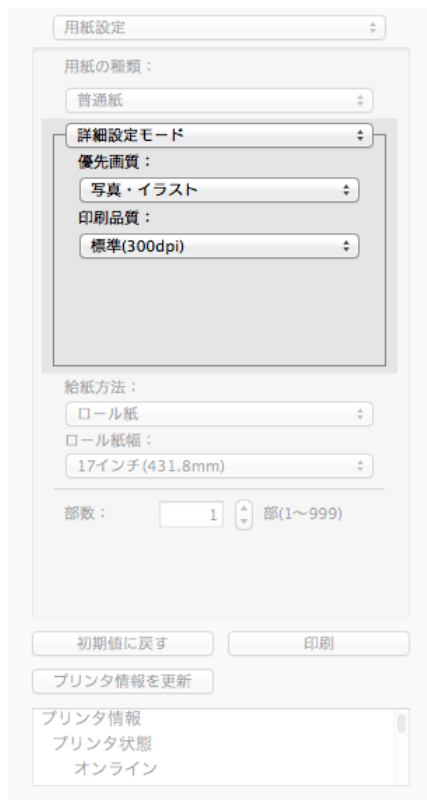 用紙設定
用紙の種類：
普通紙
詳細設定モード
優先画質：
写真・イラスト
印刷品質：
標準(300dpi)
給紙方法：
ロール紙
ロール紙幅：
17インチ(431.8mm)
部数： 1 部(1〜999)
初期値に戻す 印刷
プリンタ情報を更新
プリンタ情報
プリンタ状態
オンライン